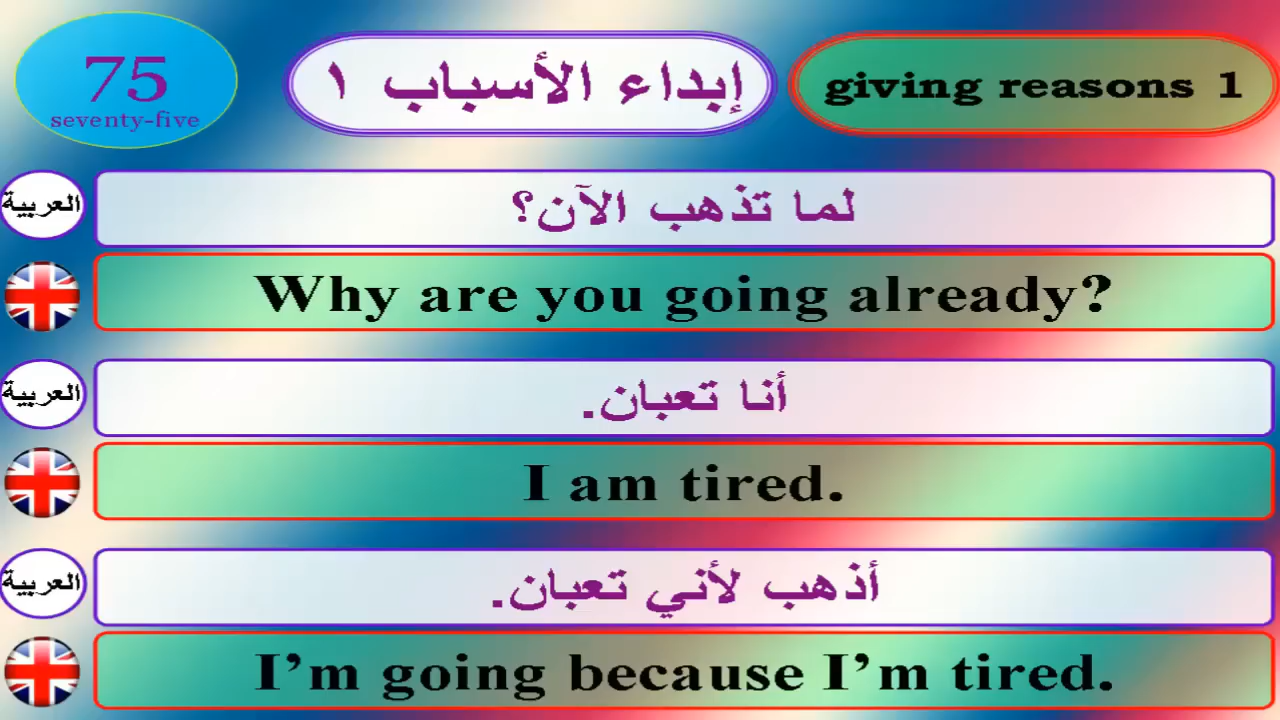 75
seventy-five
إبداء الأسباب ١
giving reasons 1
العربية
لما تذهب الآن؟
Why are you going already?
العربية
أنا تعبان.
I am tired.
العربية
أذهب لأني تعبان.
I’m going because I’m tired.